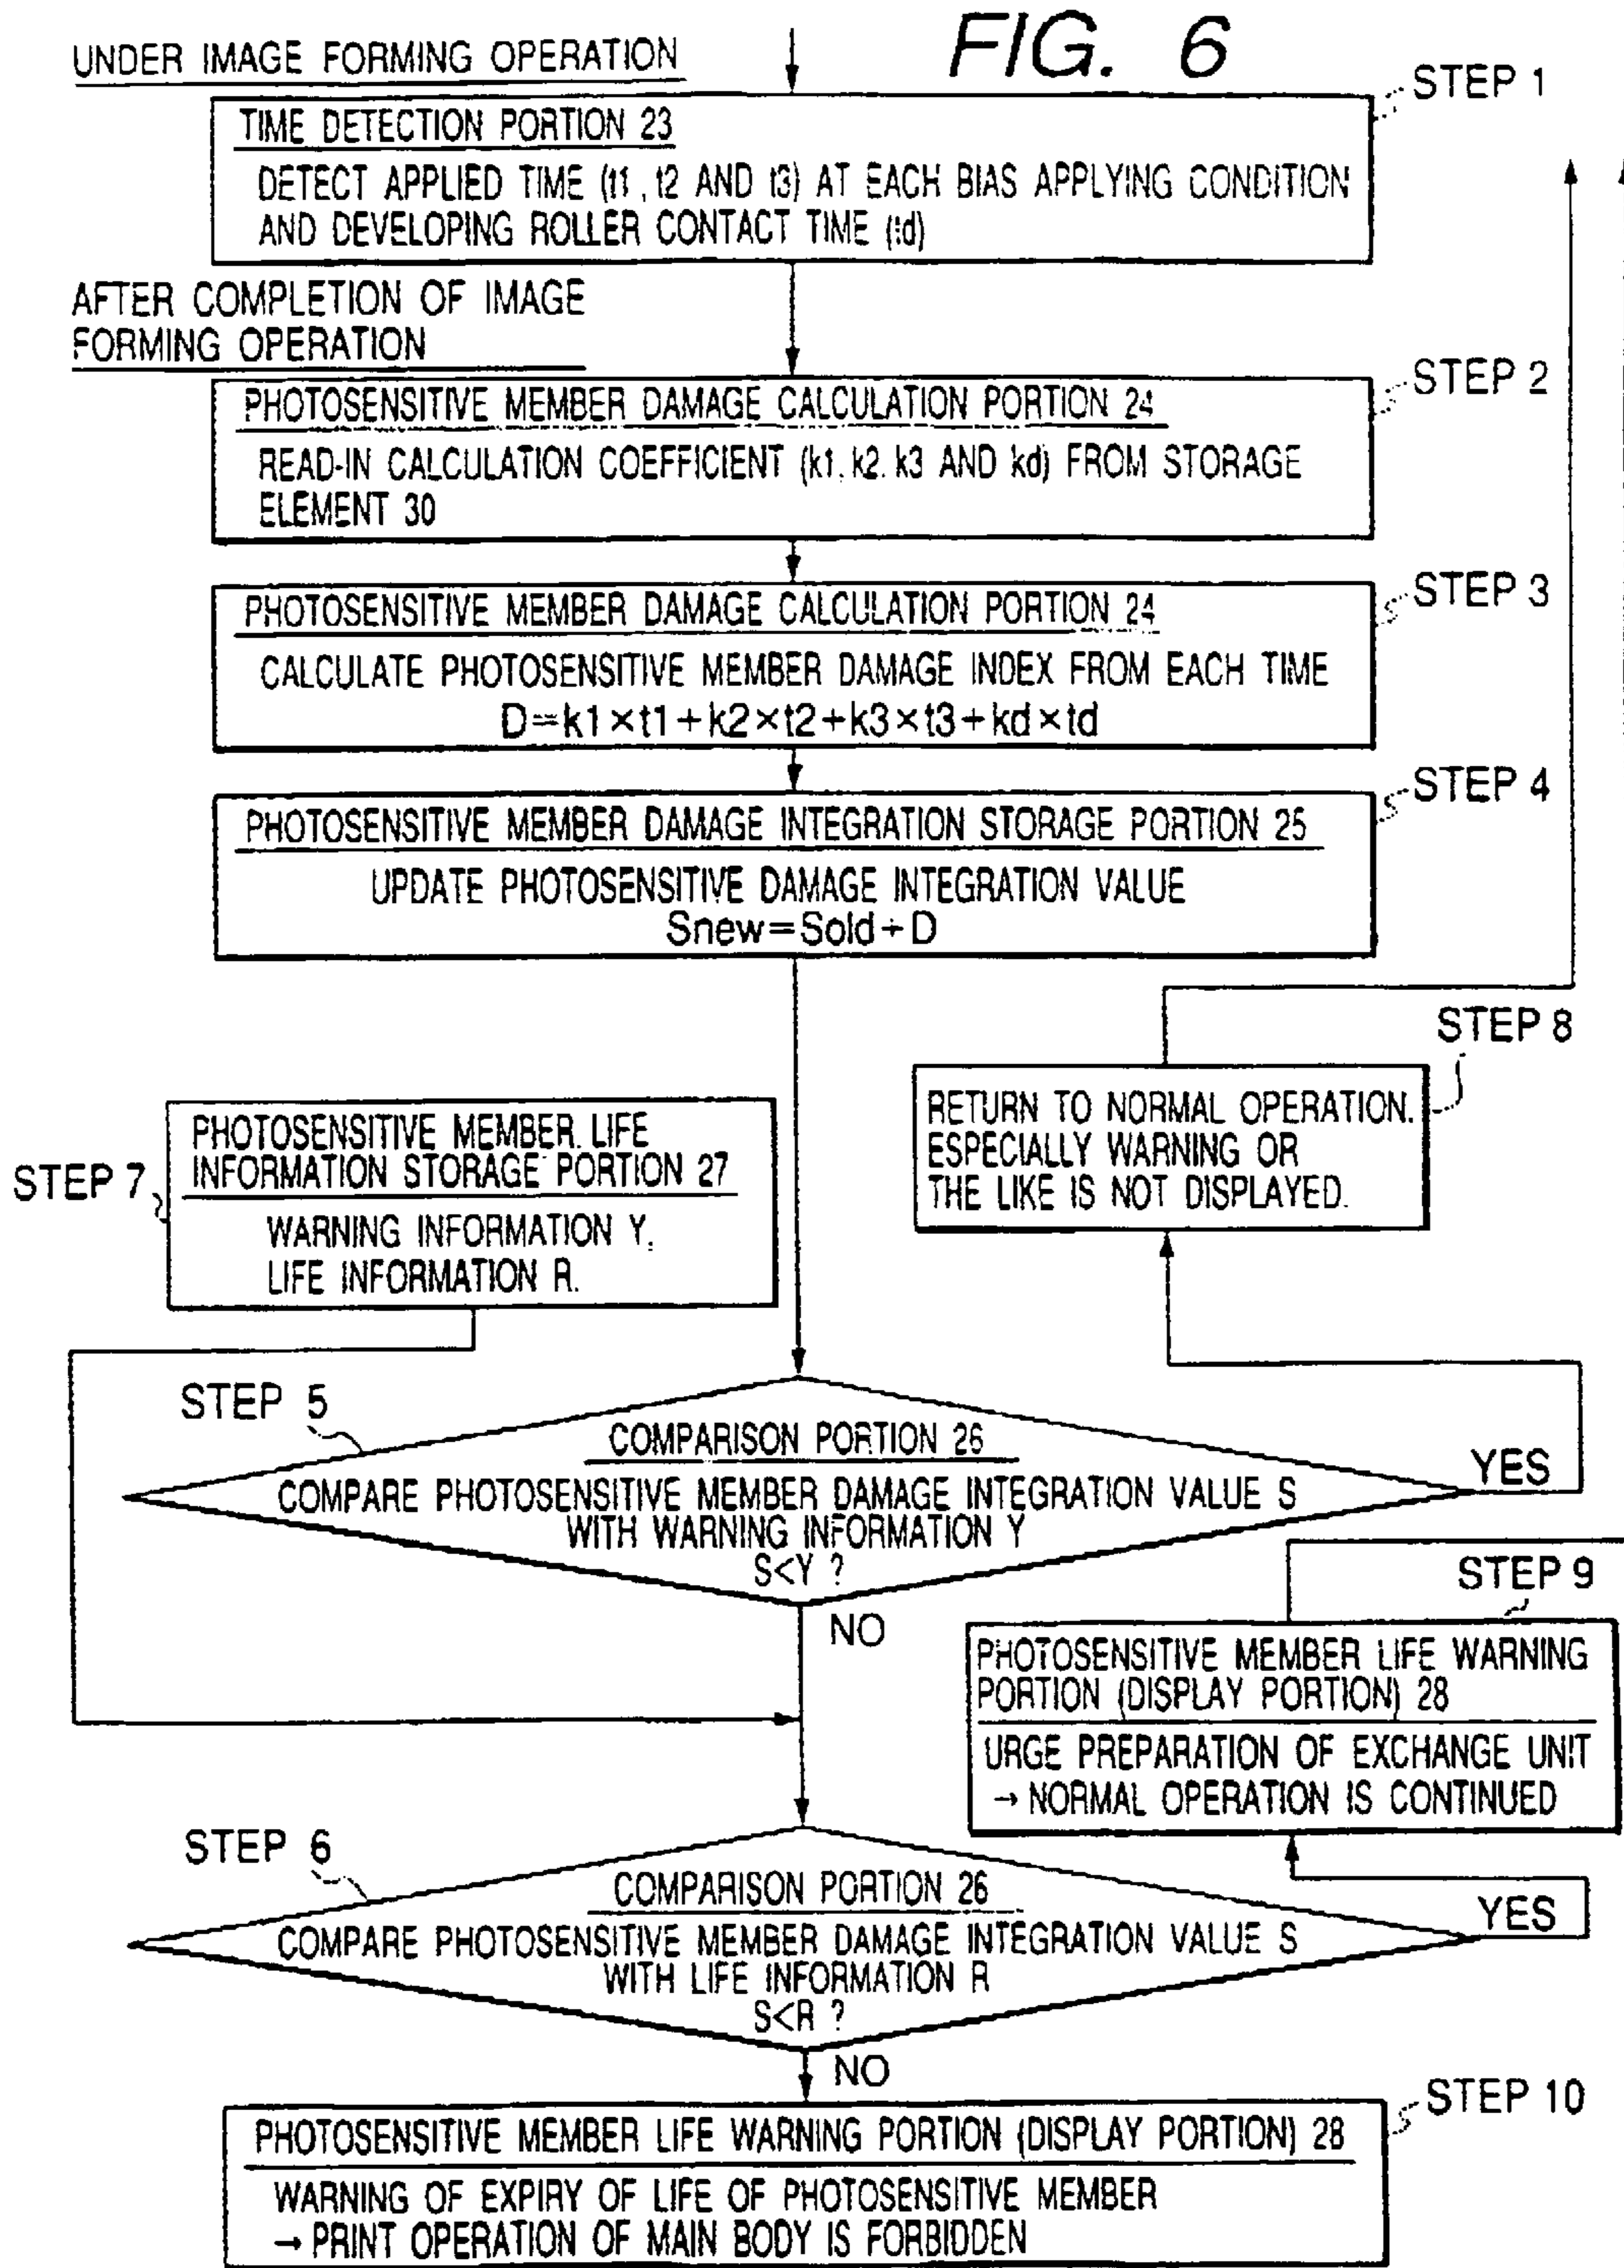 FIG. 6
UNDER IMAGE FORMING OPERATION
STEP 1
TIME DETECTION PORTION 23
DETECT APPLIED TIME (t1, t2 AND t3) AT EACH BIAS APPLYING CONDITION
AND DEVELOPING ROLLER CONTACT TIME (td)
AFTER COMPLETION OF IMAGE
FORMING OPERATION
STEP 2
PHOTOSENSITIVE MEMBER DAMAGE CALCULATION PORTION 24
READ-IN CALCULATION COEFFICIENT (k1, k2, k3 AND kd) FROM STORAGE
ELEMENT 30
STEP 3
PHOTOSENSITIVE MEMBER DAMAGE CALCULATION PORTION 24
CALCULATE PHOTOSENSITIVE MEMBER DAMAGE INDEX FROM EACH TIME
D=k1×t1+k2×t2+k3×t3+kd×td
STEP 4
PHOTOSENSITIVE MEMBER DAMAGE INTEGRATION STORAGE PORTION 25
UPDATE PHOTOSENSITIVE DAMAGE INTEGRATION VALUE
Snew=Sold+D
STEP 8
RETURN TO NORMAL OPERATION.
ESPECIALLY WARNING OR
THE LIKE IS NOT DISPLAYED.
STEP 7
PHOTOSENSITIVE MEMBER LIFE
INFORMATION STORAGE PORTION 27
WARNING INFORMATION Y,
LIFE INFORMATION R.
STEP 5
COMPARISON PORTION 26
COMPARE PHOTOSENSITIVE MEMBER DAMAGE INTEGRATION VALUE S
WITH WARNING INFORMATION Y
S<Y ?
YES
NO
STEP 9
PHOTOSENSITIVE MEMBER LIFE WARNING
PORTION (DISPLAY PORTION) 28
URGE PREPARATION OF EXCHANGE UNIT
→ NORMAL OPERATION IS CONTINUED
STEP 6
COMPARISON PORTION 26
COMPARE PHOTOSENSITIVE MEMBER DAMAGE INTEGRATION VALUE S
WITH LIFE INFORMATION R
S<R ?
YES
NO
STEP 10
PHOTOSENSITIVE MEMBER LIFE WARNING PORTION (DISPLAY PORTION) 28
WARNING OF EXPIRY OF LIFE OF PHOTOSENSITIVE MEMBER
→ PRINT OPERATION OF MAIN BODY IS FORBIDDEN